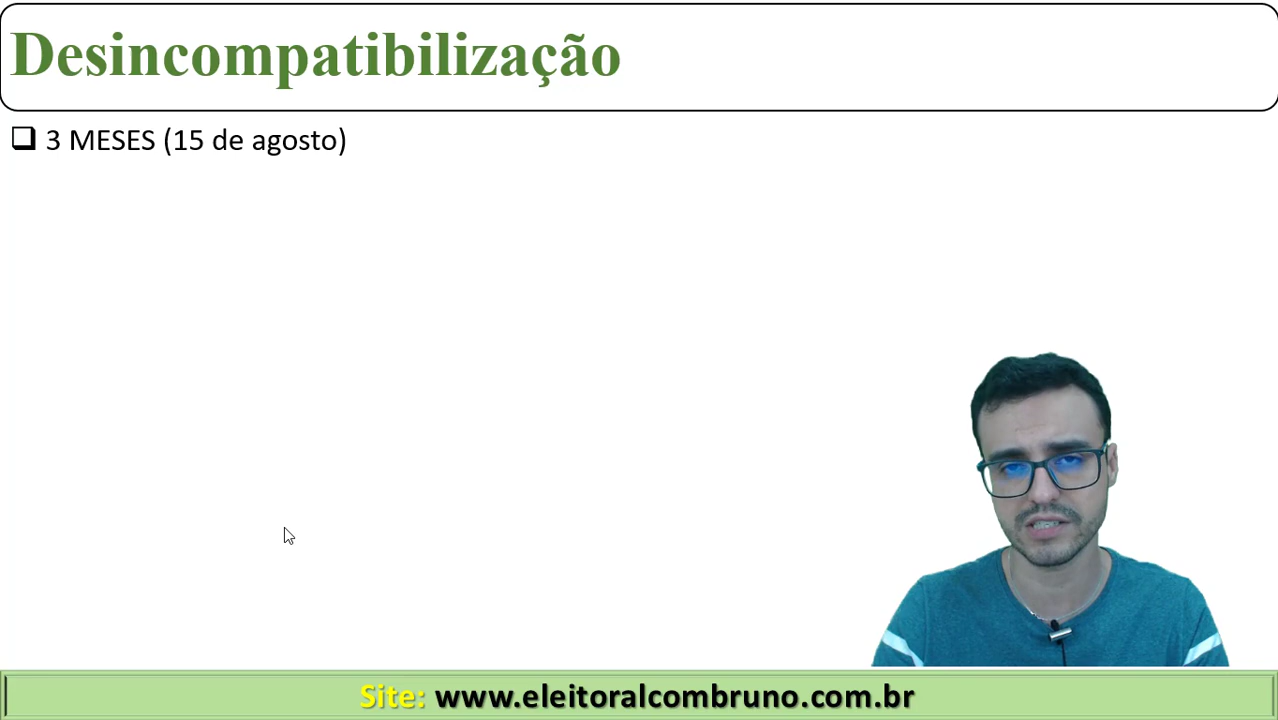 Desincompatibilização
3 MESES (15 de agosto)
Site: www.eleitoralcombruno.com.br